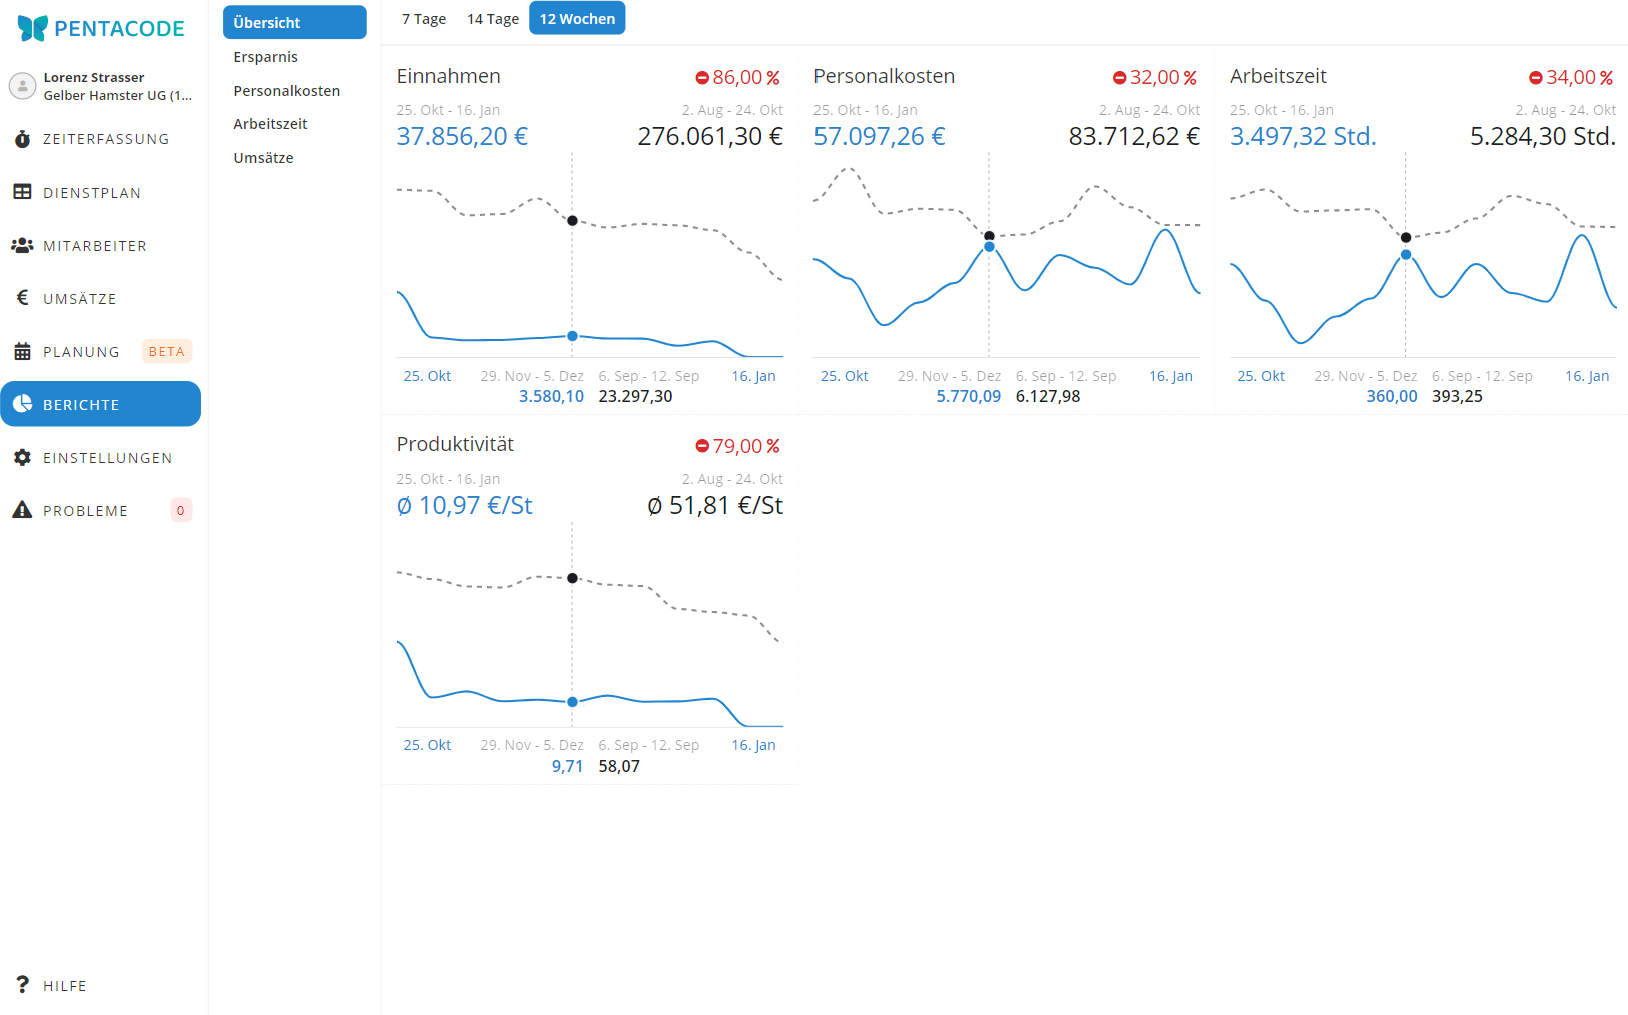 PENTACODE
Lorenz Strasser
Gelber Hamster UG (1...
ZEITERFASSUNG
DIENSTPLAN
MITARBEITER
UMSÄTZE
PLANUNG BETA
BERICHTE
EINSTELLUNGEN
PROBLEME 0
HILFE
Übersicht
Ersparnis
Personalkosten
Arbeitszeit
Umsätze
7 Tage 14 Tage 12 Wochen
Einnahmen 86,00 %
25. Okt - 16. Jan 2. Aug - 24. Okt
37.856,20 € 276.061,30 €
25. Okt 29. Nov - 5. Dez 6. Sep - 12. Sep 16. Jan
3.580,10 23.297,30
Personalkosten 32,00 %
25. Okt - 16. Jan 2. Aug - 24. Okt
57.097,26 € 83.712,62 €
25. Okt 29. Nov - 5. Dez 6. Sep - 12. Sep 16. Jan
5.770,09 6.127,98
Arbeitszeit 34,00 %
25. Okt - 16. Jan 2. Aug - 24. Okt
3.497,32 Std. 5.284,30 Std.
25. Okt 29. Nov - 5. Dez 6. Sep - 12. Sep 16. Jan
360,00 393,25
Produktivität 79,00 %
25. Okt - 16. Jan 2. Aug - 24. Okt
Ø 10,97 €/St Ø 51,81 €/St
25. Okt 29. Nov - 5. Dez 6. Sep - 12. Sep 16. Jan
9,71 58,07